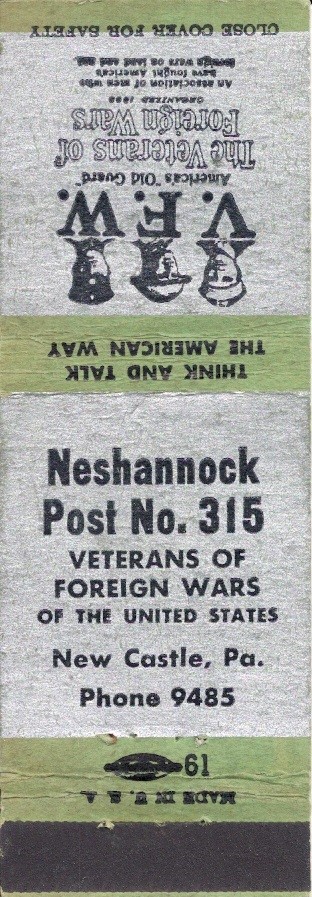 CLOSE COVER FOR SAFETY
V.F.W.
America's "Old Guard"
The Veterans of
Foreign Wars
ORGANIZED 1899
An association of men who
have fought America's
foreign wars on land and sea
THINK AND TALK
THE AMERICAN WAY
Neshannock
Post No. 315
VETERANS OF
FOREIGN WARS
OF THE UNITED STATES
New Castle, Pa.
Phone 9485
61
MADE IN U. S. A.